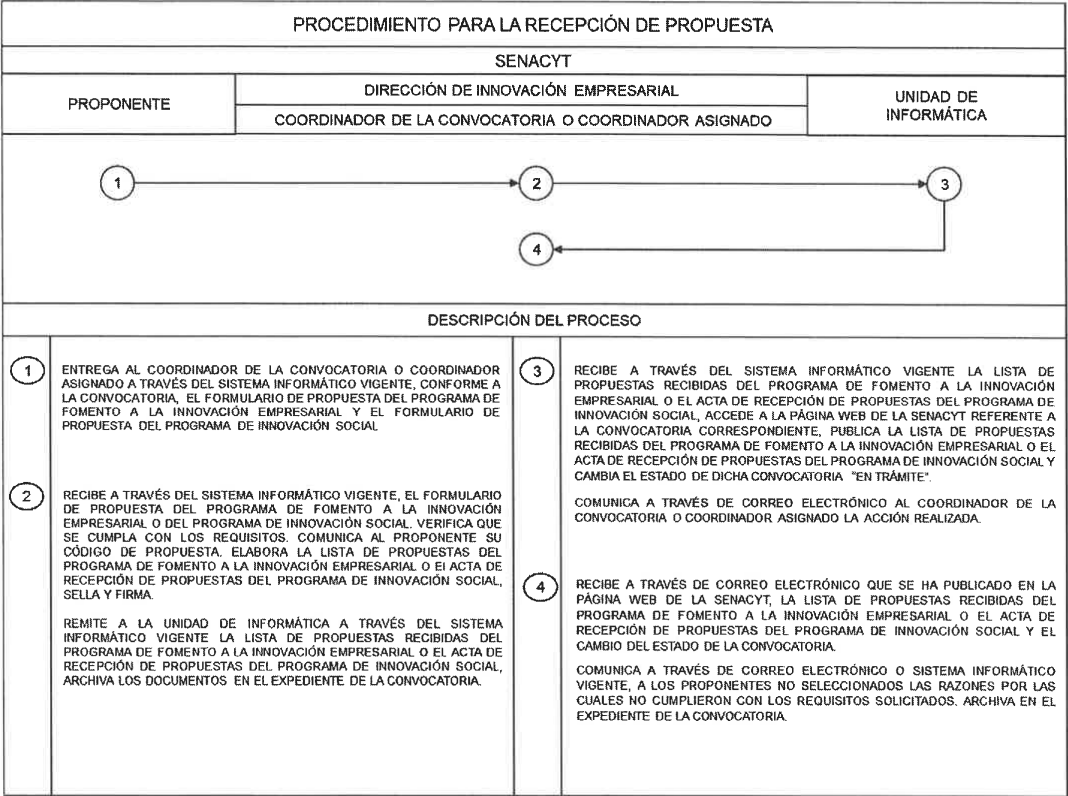 PROCEDIMIENTO PARA LA RECEPCIÓN DE PROPUESTA
SENACYT
PROPONENTE
DIRECCIÓN DE INNOVACIÓN EMPRESARIAL
COORDINADOR DE LA CONVOCATORIA O COORDINADOR ASIGNADO
UNIDAD DE
INFORMÁTICA
1
2
3
4
DESCRIPCIÓN DEL PROCESO
1
ENTREGA AL COORDINADOR DE LA CONVOCATORIA O COORDINADOR
ASIGNADO A TRAVÉS DEL SISTEMA INFORMÁTICO VIGENTE, CONFORME A
LA CONVOCATORIA, EL FORMULARIO DE PROPUESTA DEL PROGRAMA DE
FOMENTO A LA INNOVACIÓN EMPRESARIAL Y EL FORMULARIO DE
PROPUESTA DEL PROGRAMA DE INNOVACIÓN SOCIAL
2
RECIBE A TRAVÉS DEL SISTEMA INFORMÁTICO VIGENTE, EL FORMULARIO
DE PROPUESTA DEL PROGRAMA DE FOMENTO A LA INNOVACIÓN
EMPRESARIAL O DEL PROGRAMA DE INNOVACIÓN SOCIAL. VERIFICA QUE
SE CUMPLA CON LOS REQUISITOS. COMUNICA AL PROPONENTE SU
CÓDIGO DE PROPUESTA. ELABORA LA LISTA DE PROPUESTAS DEL
PROGRAMA DE FOMENTO A LA INNOVACIÓN EMPRESARIAL O El ACTA DE
RECEPCIÓN DE PROPUESTAS DEL PROGRAMA DE INNOVACIÓN SOCIAL,
SELLA Y FIRMA.
REMITE A LA UNIDAD DE INFORMÁTICA A TRAVÉS DEL SISTEMA
INFORMÁTICO VIGENTE LA LISTA DE PROPUESTAS RECIBIDAS DEL
PROGRAMA DE FOMENTO A LA INNOVACIÓN EMPRESARIAL O EL ACTA DE
RECEPCIÓN DE PROPUESTAS DEL PROGRAMA DE INNOVACIÓN SOCIAL,
ARCHIVA LOS DOCUMENTOS EN EL EXPEDIENTE DE LA CONVOCATORIA.
3
RECIBE A TRAVÉS DEL SISTEMA INFORMÁTICO VIGENTE LA LISTA DE
PROPUESTAS RECIBIDAS DEL PROGRAMA DE FOMENTO A LA INNOVACIÓN
EMPRESARIAL O EL ACTA DE RECEPCIÓN DE PROPUESTAS DEL PROGRAMA DE
INNOVACIÓN SOCIAL, ACCEDE A LA PÁGINA WEB DE LA SENACYT REFERENTE A
LA CONVOCATORIA CORRESPONDIENTE, PUBLICA LA LISTA DE PROPUESTAS
RECIBIDAS DEL PROGRAMA DE FOMENTO A LA INNOVACIÓN EMPRESARIAL O EL
ACTA DE RECEPCIÓN DE PROPUESTAS DEL PROGRAMA DE INNOVACIÓN SOCIAL Y
CAMBIA EL ESTADO DE DICHA CONVOCATORIA "EN TRÁMITE".
COMUNICA A TRAVÉS DE CORREO ELECTRÓNICO AL COORDINADOR DE LA
CONVOCATORIA O COORDINADOR ASIGNADO LA ACCIÓN REALIZADA.
4
RECIBE A TRAVÉS DE CORREO ELECTRÓNICO QUE SE HA PUBLICADO EN LA
PÁGINA WEB DE LA SENACYT, LA LISTA DE PROPUESTAS RECIBIDAS DEL
PROGRAMA DE FOMENTO A LA INNOVACIÓN EMPRESARIAL O EL ACTA DE
RECEPCIÓN DE PROPUESTAS DEL PROGRAMA DE INNOVACIÓN SOCIAL Y EL
CAMBIO DEL ESTADO DE LA CONVOCATORIA.
COMUNICA A TRAVÉS DE CORREO ELECTRÓNICO O SISTEMA INFORMÁTICO
VIGENTE, A LOS PROPONENTES NO SELECCIONADOS LAS RAZONES POR LAS
CUALES NO CUMPLIERON CON LOS REQUISITOS SOLICITADOS. ARCHIVA EN EL
EXPEDIENTE DE LA CONVOCATORIA.